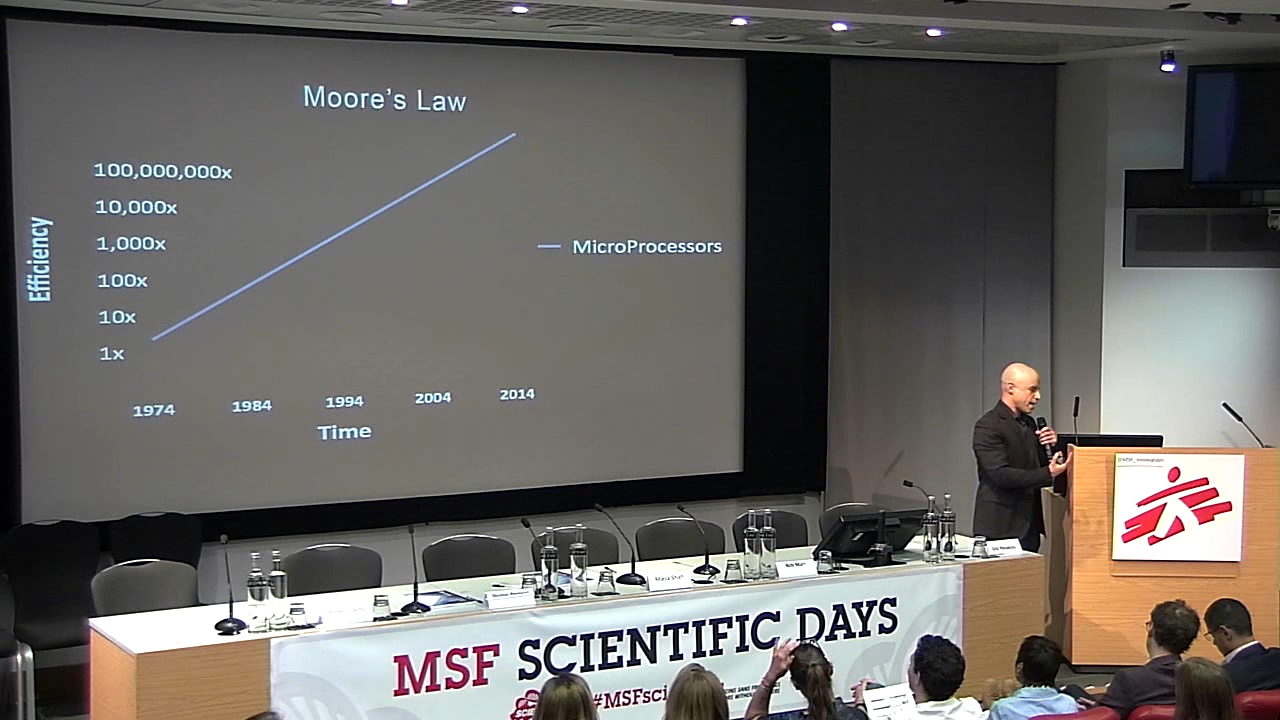 Moore's Law
100,000,000x
10,000x
1,000x
100x
10x
1x
Efficiency
MicroProcessors
1974 1984 1994 2004 2014
Time
MSF SCIENTIFIC DAYS
#MSFsci